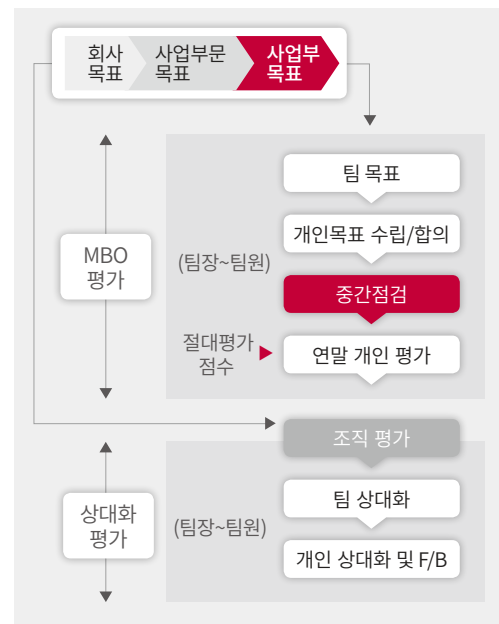 회사
목표
사업부문
목표
사업부
목표
팀 목표
개인목표 수립/합의
MBO
평가
(팀장~팀원)
중간점검
절대평가
점수
연말 개인 평가
조직 평가
팀 상대화
상대화
평가
(팀장~팀원)
개인 상대화 및 F/B